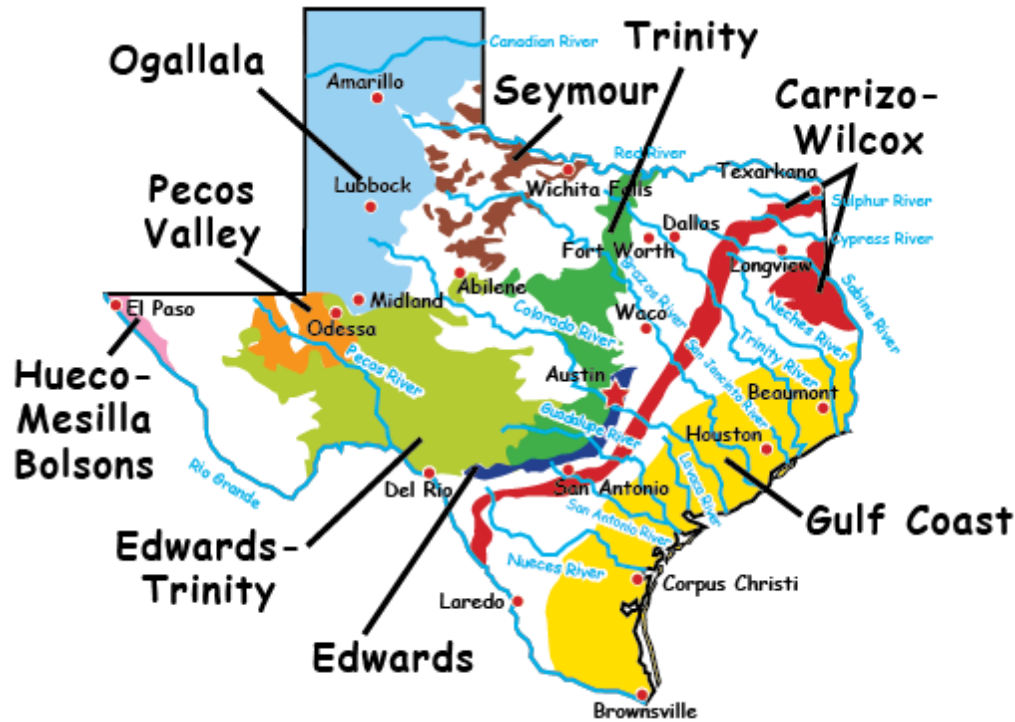 Canadian River
Trinity
Ogallala
Amarillo
Seymour
Carrizo-
Wilcox
Red River
Texarkana
Lubbock
Wichita Falls
Sulphur River
Pecos
Valley
Dallas
Fort Worth
Cypress River
Longview
Brazos River
Sabine River
Abilene
El Paso
Midland
Odessa
Colorado River
Waco
Neches River
Trinity River
Pecos River
San Jancinto River
Hueco-
Mesilla
Bolsons
Austin
Beaumont
Guadalupe River
Houston
Rio Grande
Del Rio
San Antonio
Lavaca River
San Antonio River
Gulf Coast
Edwards-
Trinity
Nueces River
Corpus Christi
Laredo
Edwards
Brownsville